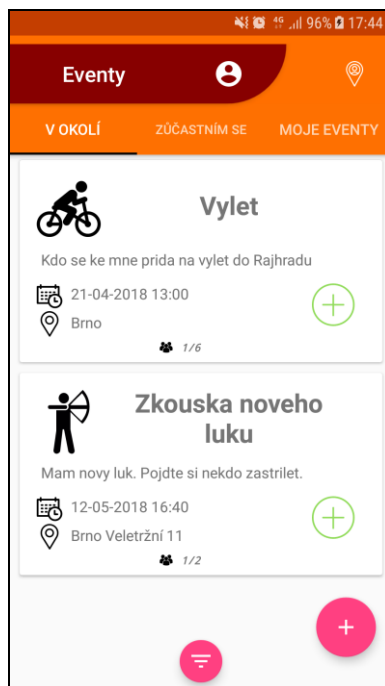 4G 96% 17:44
Eventy
V OKOLÍ ZÚČASTNÍM SE MOJE EVENTY
Vylet
Kdo se ke mne prida na vylet do Rajhradu
21-04-2018 13:00
Brno
1/6
Zkouska noveho
luku
Mam novy luk. Pojdte si nekdo zastrilet.
12-05-2018 16:40
Brno Veletržní 11
1/2